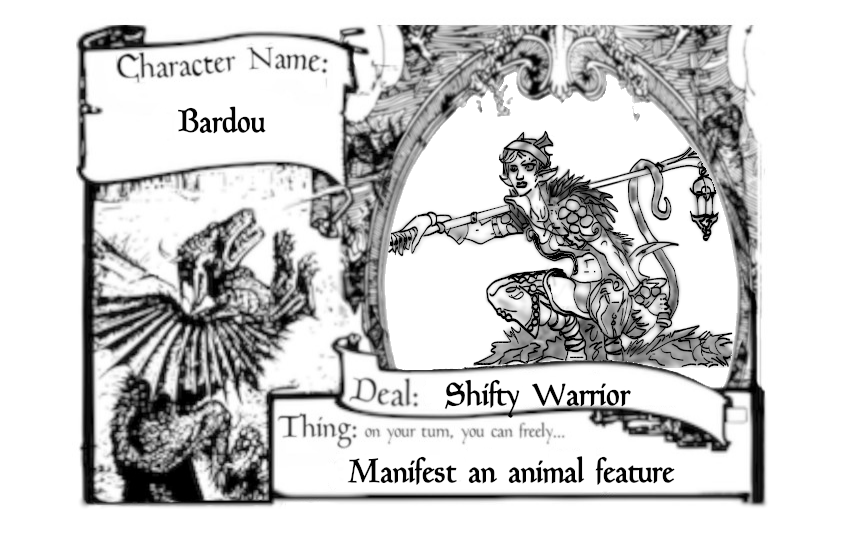 Character Name:
Bardou
Deal: Shifty Warrior
Thing: on your turn, you can freely...
Manifest an animal feature